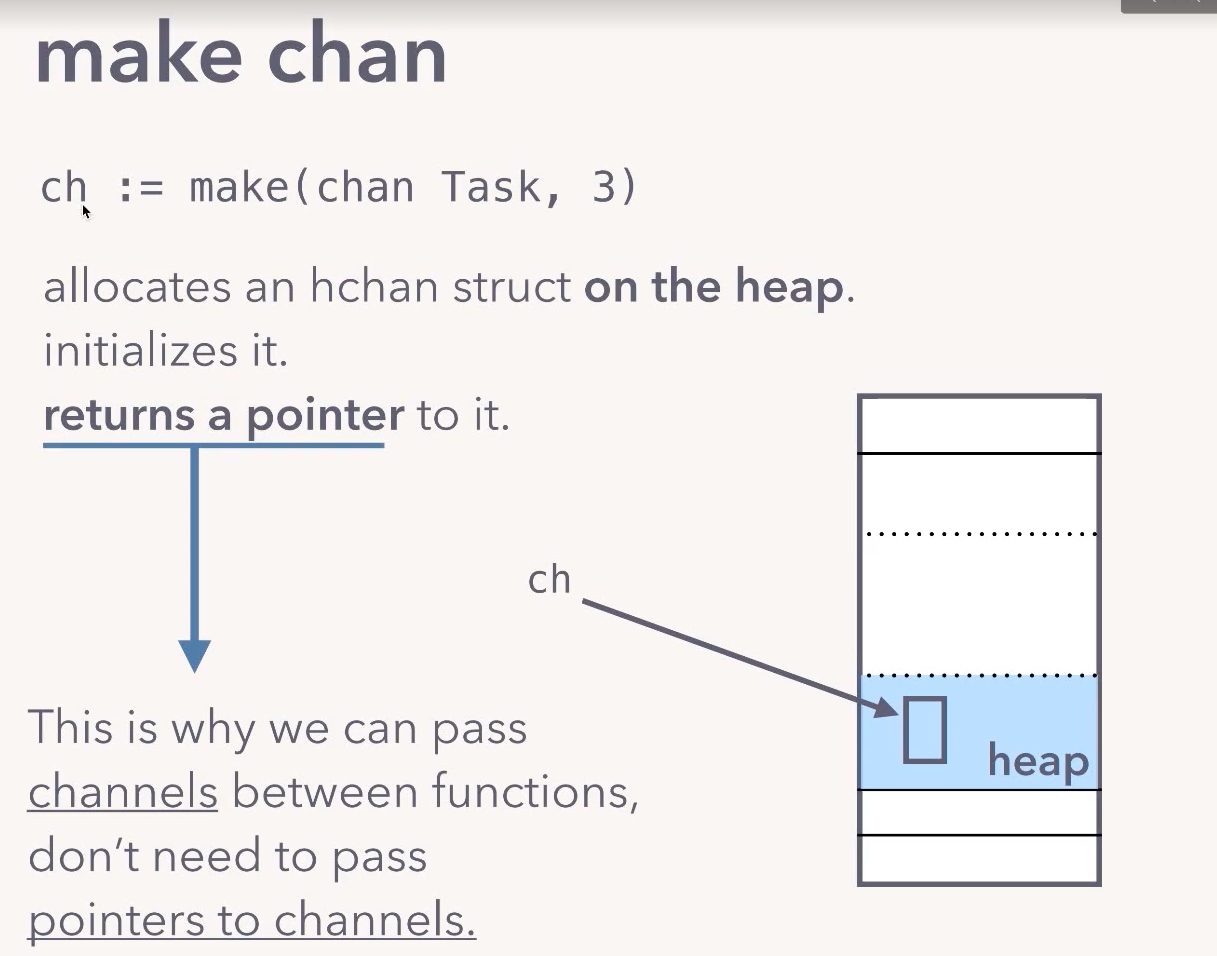 make chan
ch := make(chan Task, 3)
allocates an hchan struct on the heap.
initializes it.
returns a pointer to it.
ch
heap
This is why we can pass
channels between functions,
don’t need to pass
pointers to channels.